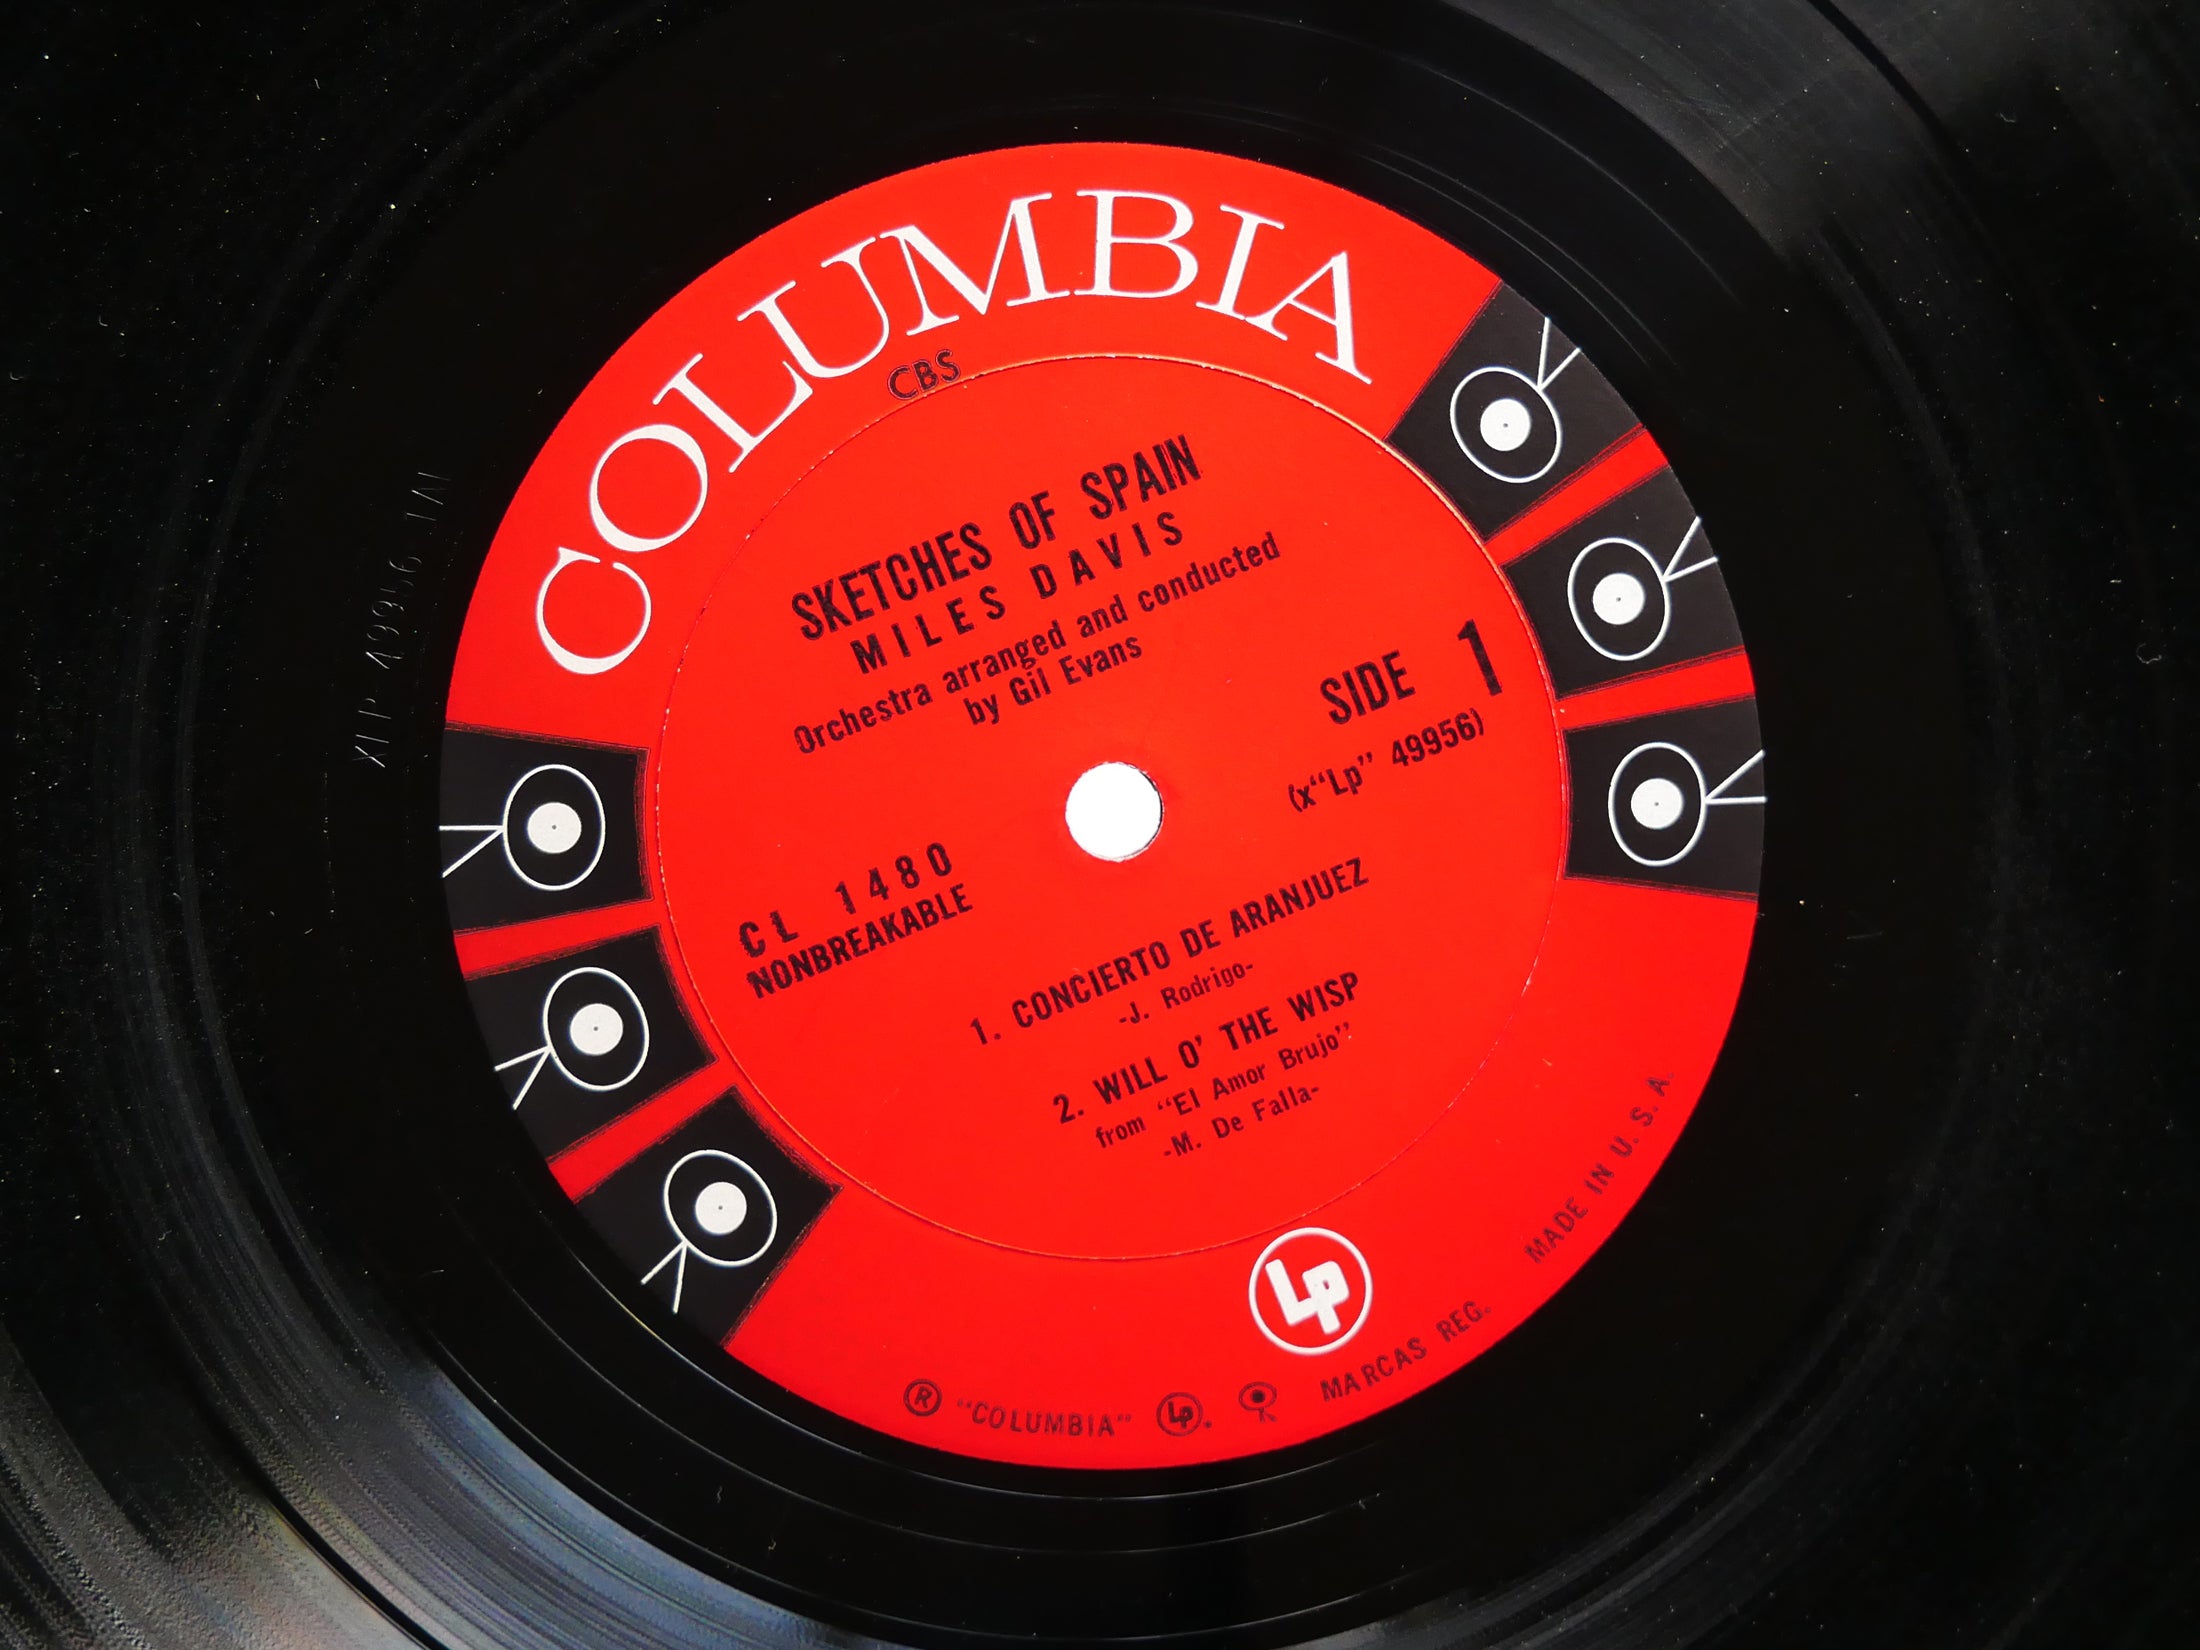 COLUMBIA
CBS
SKETCHES OF SPAIN
MILES DAVIS
Orchestra arranged and conducted
by Gil Evans
SIDE 1
(x“Lp” 49956)
CL 1480
NONBREAKABLE
1. CONCIERTO DE ARANJUEZ
-J. Rodrigo-
2. WILL O' THE WISP
from “El Amor Brujo”
-M. De Falla-
Lp
® “COLUMBIA” Lp. MARCAS REG.
MADE IN U. S. A.